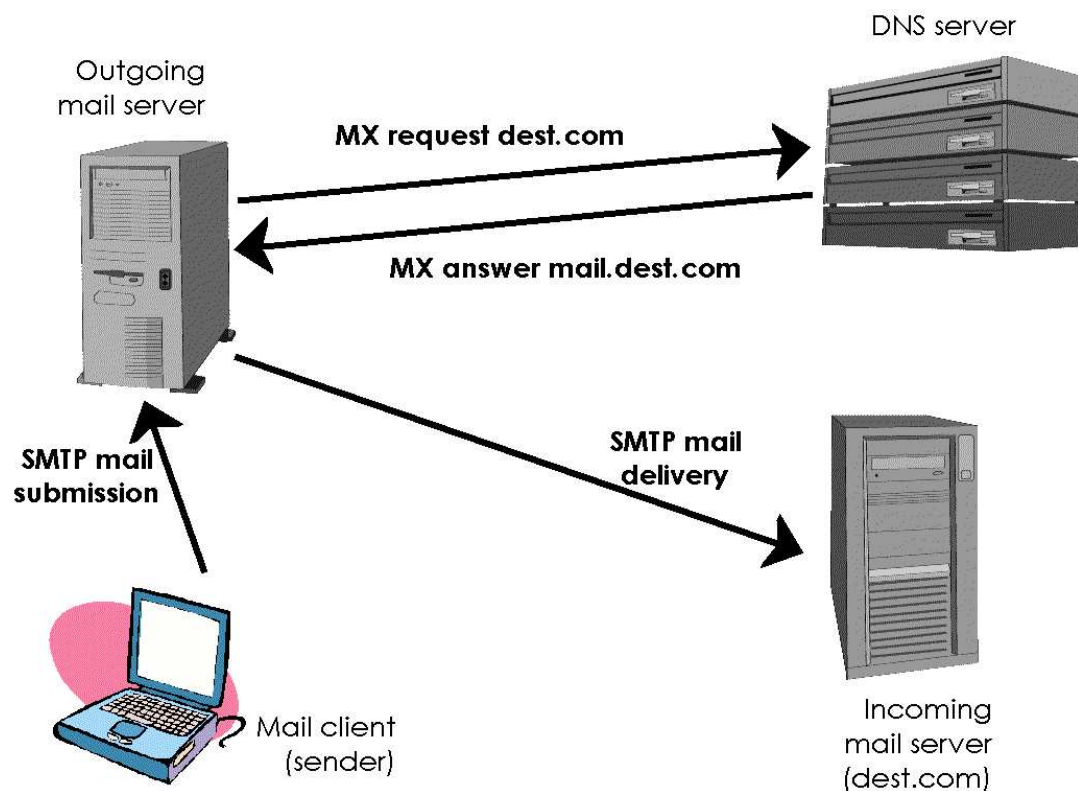 DNS server
Outgoing
mail server
MX request dest.com
MX answer mail.dest.com
SMTP mail
submission
SMTP mail
delivery
Mail client
(sender)
Incoming
mail server
(dest.com)